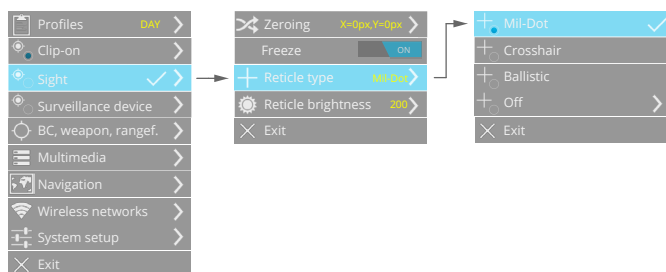 Profiles DAY
Clip-on
Sight
Surveillance device
BC, weapon, rangef.
Multimedia
Navigation
Wireless networks
System setup
Exit
Zeroing X=0px,Y=0px
Freeze ON
Reticle type Mil-Dot
Reticle brightness 200
Exit
Mil-Dot
Crosshair
Ballistic
Off
Exit